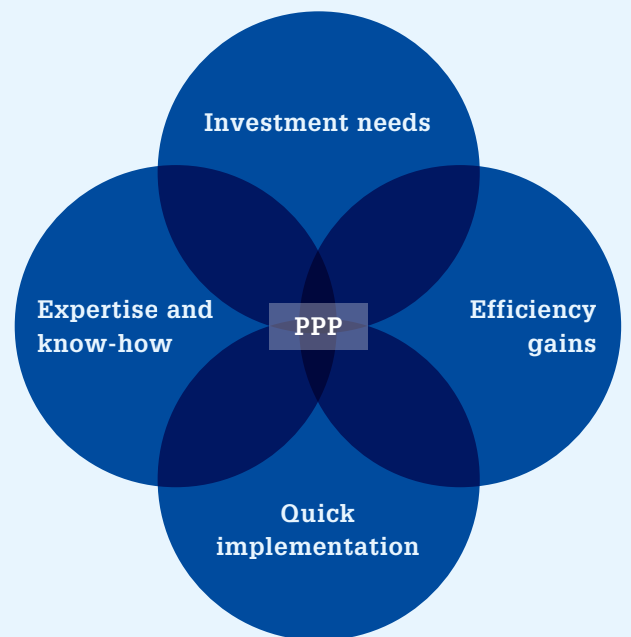 Investment needs
Expertise and
know-how
PPP
Efficiency
gains
Quick
implementation